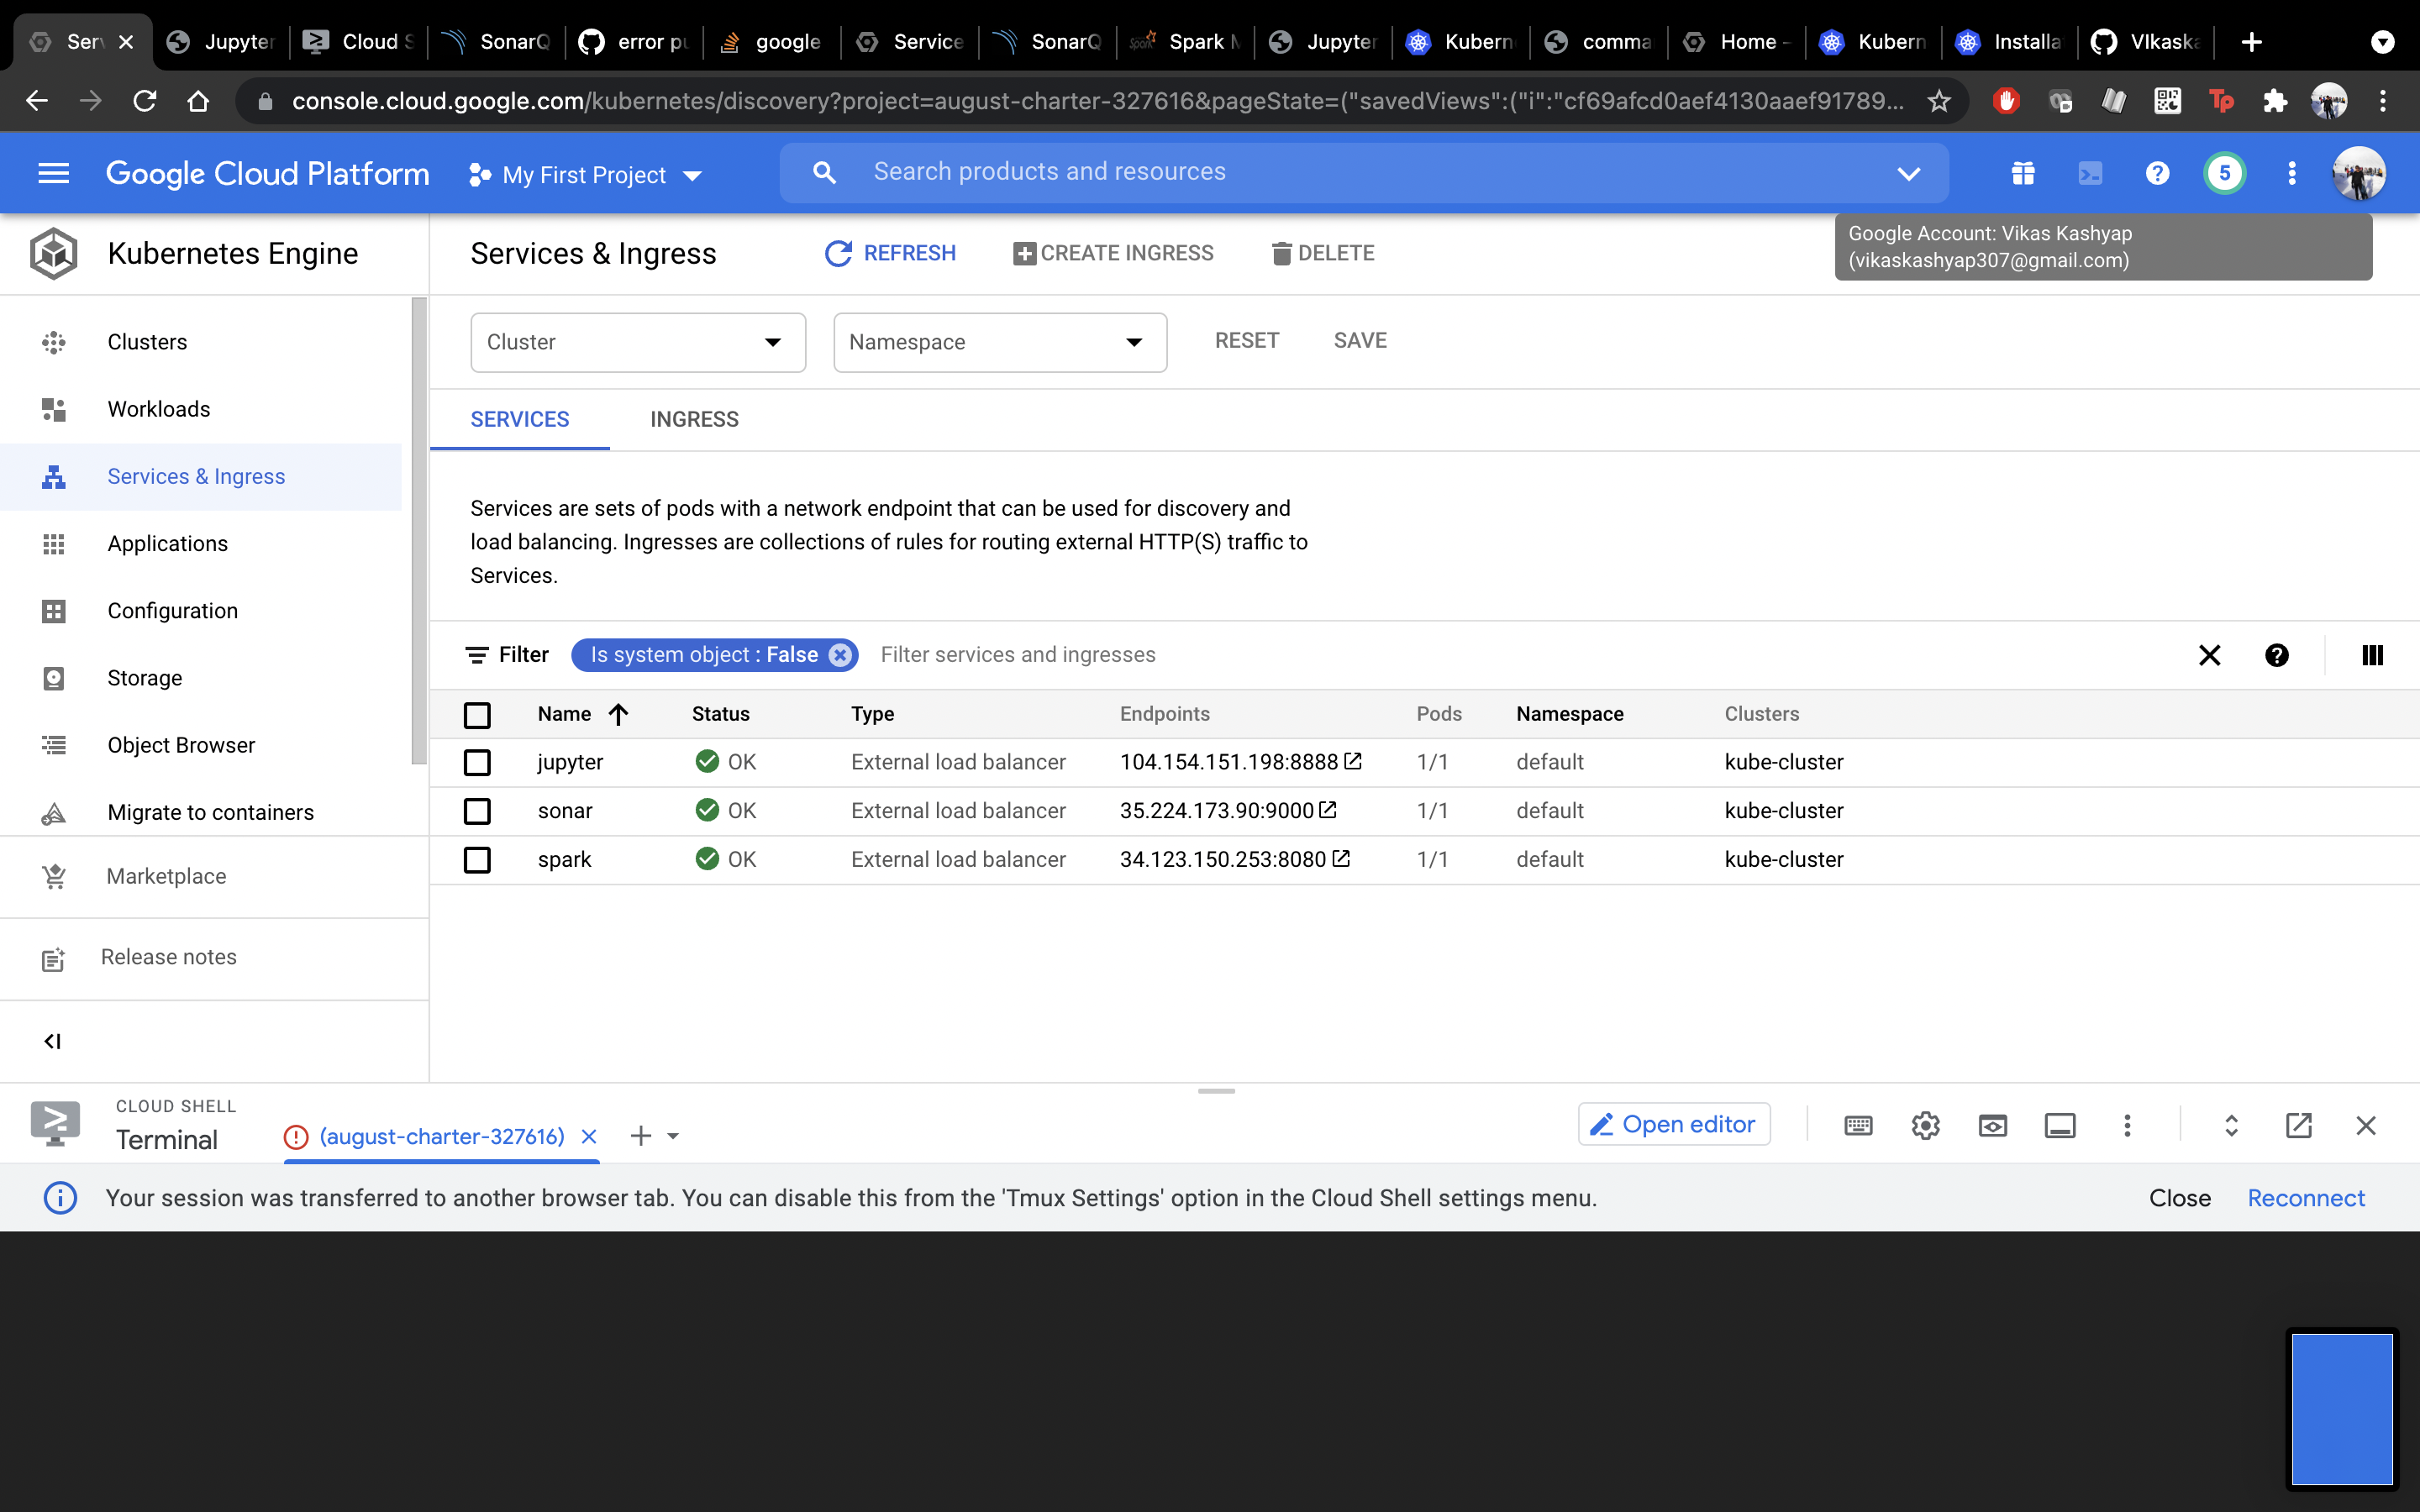 Ser
Jupyter
Cloud S
SonarQ
error pu
google
Service
SonarQ
Spark M
Jupyter
Kubern
comma
Home -
Kubern
Installa
VIkaska
console.cloud.google.com/kubernetes/discovery?project=august-charter-327616&pageState=("savedViews":("i":"cf69afcd0aef4130aaef91789...
Google Cloud Platform
My First Project
Search products and resources
5
Google Account: Vikas Kashyap
(vikaskashyap307@gmail.com)
Kubernetes Engine
Services & Ingress
REFRESH
CREATE INGRESS
DELETE
Clusters
Workloads
Services & Ingress
Applications
Configuration
Storage
Object Browser
Migrate to containers
Marketplace
Release notes
Cluster
Namespace
RESET
SAVE
SERVICES
INGRESS
Services are sets of pods with a network endpoint that can be used for discovery and
load balancing. Ingresses are collections of rules for routing external HTTP(S) traffic to
Services.
Filter
Is system object : False
Filter services and ingresses
Name Status Type Endpoints Pods Namespace Clusters
jupyter OK External load balancer 104.154.151.198:8888 1/1 default kube-cluster
sonar OK External load balancer 35.224.173.90:9000 1/1 default kube-cluster
spark OK External load balancer 34.123.150.253:8080 1/1 default kube-cluster
CLOUD SHELL
Terminal
(august-charter-327616)
Open editor
Your session was transferred to another browser tab. You can disable this from the 'Tmux Settings' option in the Cloud Shell settings menu.
Close
Reconnect